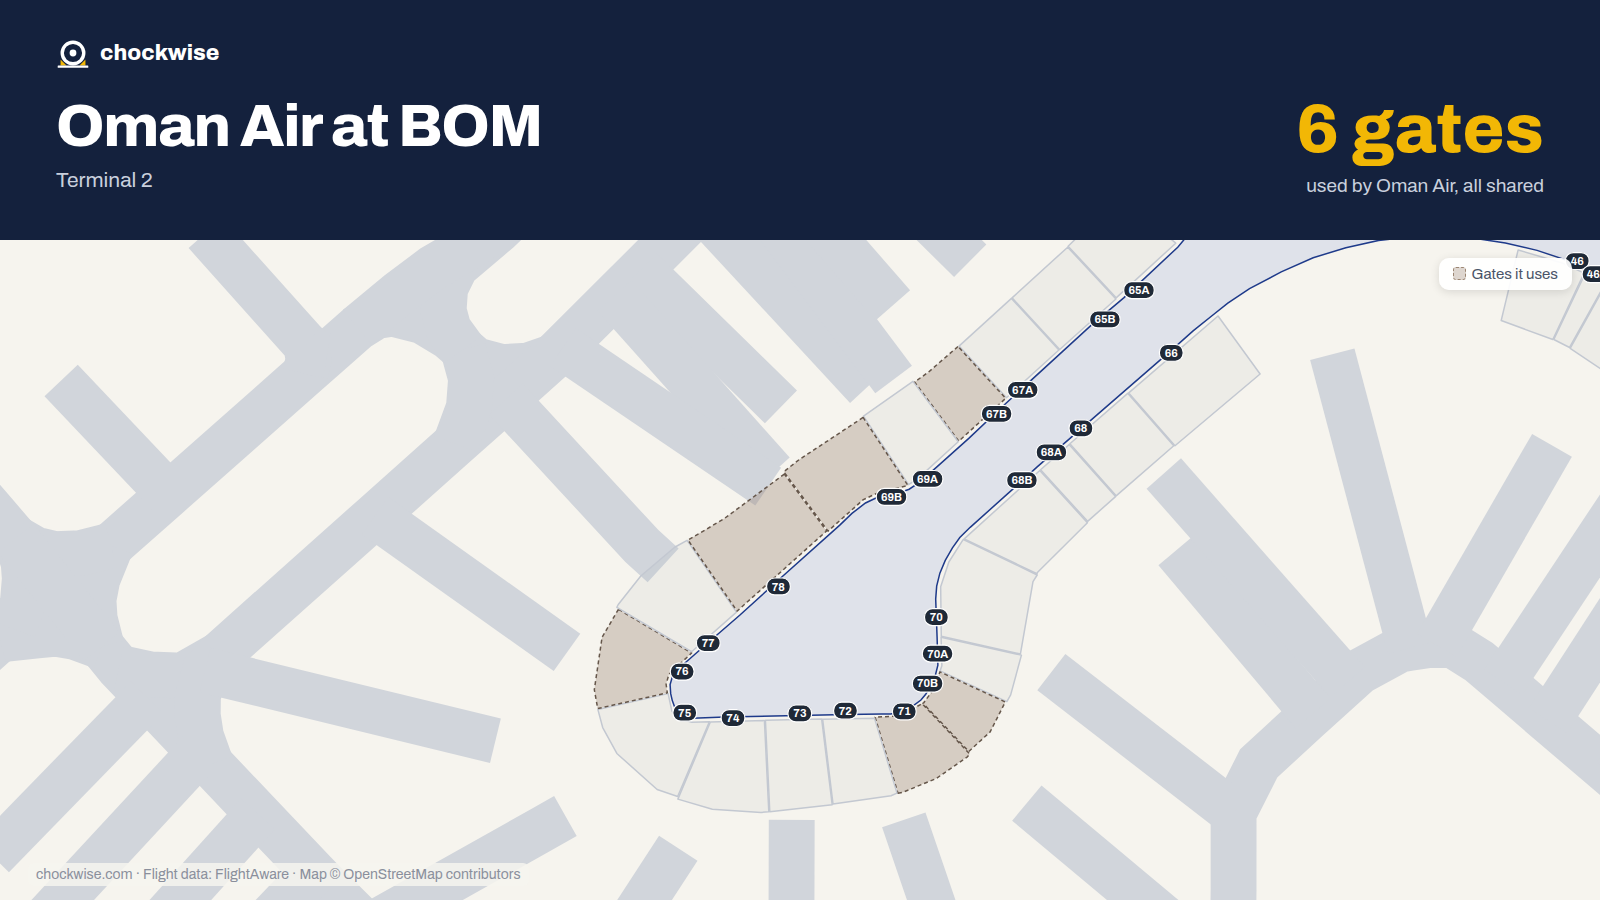 chockwise
Oman Air at BOM
Terminal 2
6 gates
used by Oman Air, all shared
Gates it uses
46
46
65A
65B
66
67A
67B
68
68A
68B
69A
69B
78
70
70A
70B
77
76
75
74
73
72
71
chockwise.com · Flight data: FlightAware · Map © OpenStreetMap contributors